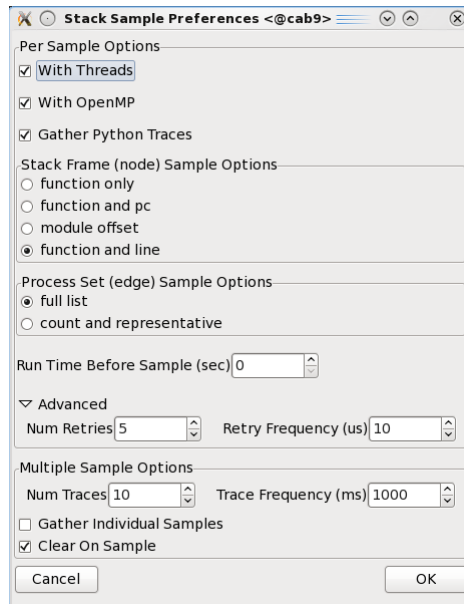 Stack Sample Preferences <@cab9>
Per Sample Options
With Threads
With OpenMP
Gather Python Traces
Stack Frame (node) Sample Options
function only
function and pc
module offset
function and line
Process Set (edge) Sample Options
full list
count and representative
Run Time Before Sample (sec) 0
Advanced
Num Retries 5 Retry Frequency (us) 10
Multiple Sample Options
Num Traces 10 Trace Frequency (ms) 1000
Gather Individual Samples
Clear On Sample
Cancel OK